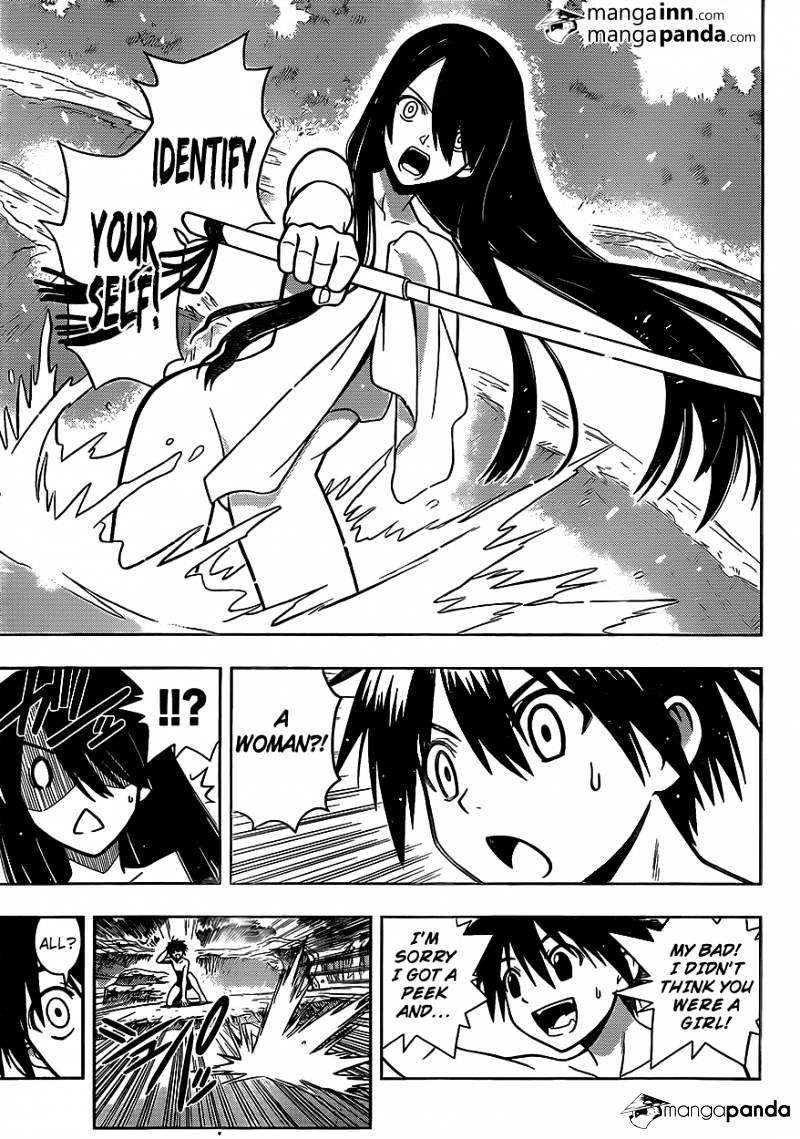 mangainn.com
mangapanda.com
IDENTIFY
YOUR
SELF!
A
WOMAN?!
!!?
MY BAD!
I DIDN'T
THINK YOU
WERE A
GIRL!
I'M
SORRY
I GOT A
PEEK
AND...
ALL?
mangapanda